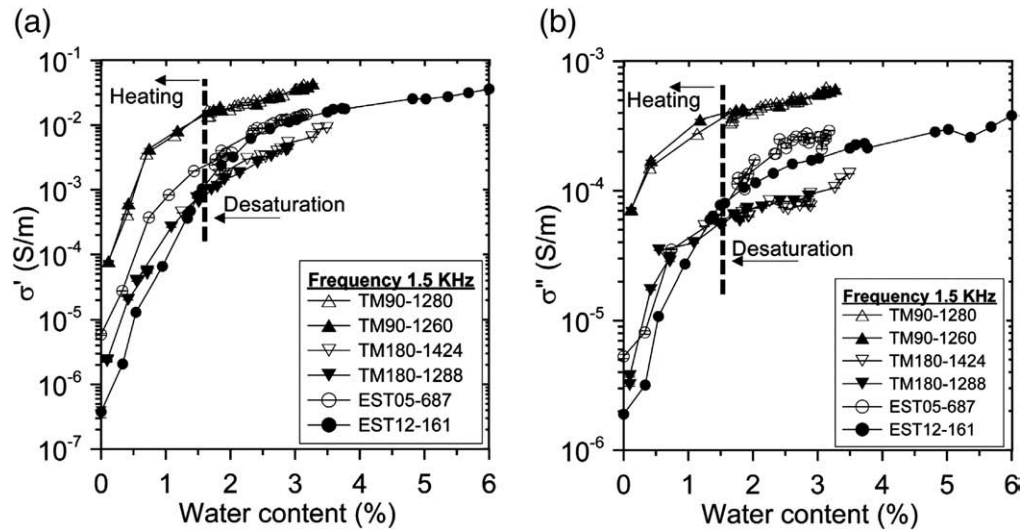 (a)
10⁻¹
10⁻²
10⁻³
10⁻⁴
10⁻⁵
10⁻⁶
10⁻⁷
σ' (S/m)
Heating
Desaturation
Frequency 1.5 KHz
TM90-1280
TM90-1260
TM180-1424
TM180-1288
EST05-687
EST12-161
0 1 2 3 4 5 6
Water content (%)
(b)
10⁻³
10⁻⁴
10⁻⁵
10⁻⁶
σ" (S/m)
Heating
Desaturation
Frequency 1.5 KHz
TM90-1280
TM90-1260
TM180-1424
TM180-1288
EST05-687
EST12-161
0 1 2 3 4 5 6
Water content (%)